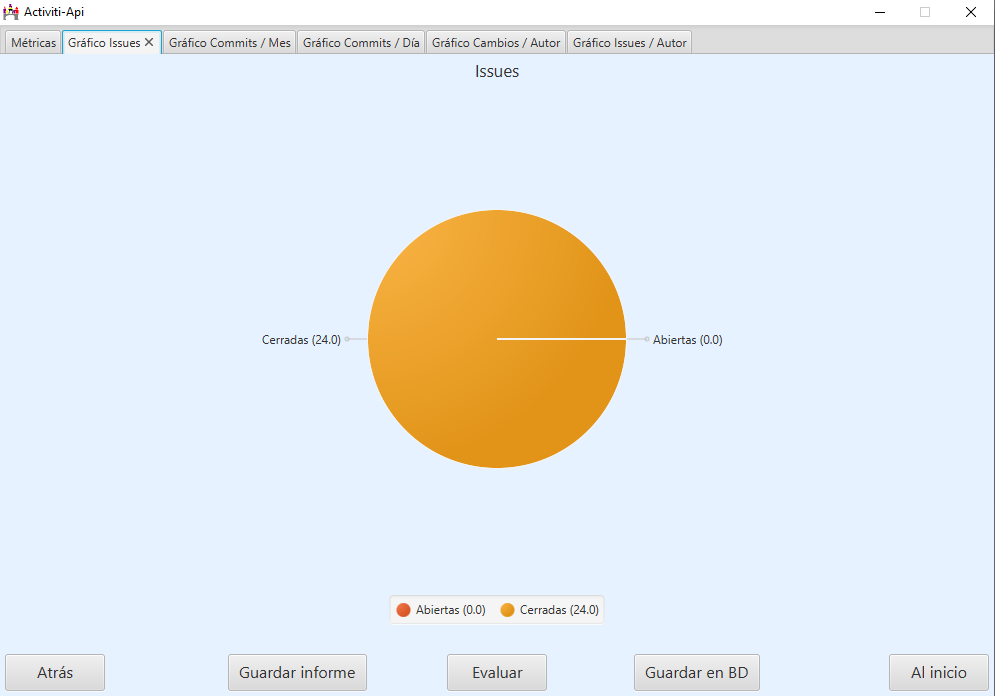 Activiti-Api
Métricas
Gráfico Issues
Gráfico Commits / Mes
Gráfico Commits / Día
Gráfico Cambios / Autor
Gráfico Issues / Autor
Issues
Cerradas (24.0)
Abiertas (0.0)
Abiertas (0.0)
Cerradas (24.0)
Atrás
Guardar informe
Evaluar
Guardar en BD
Al inicio